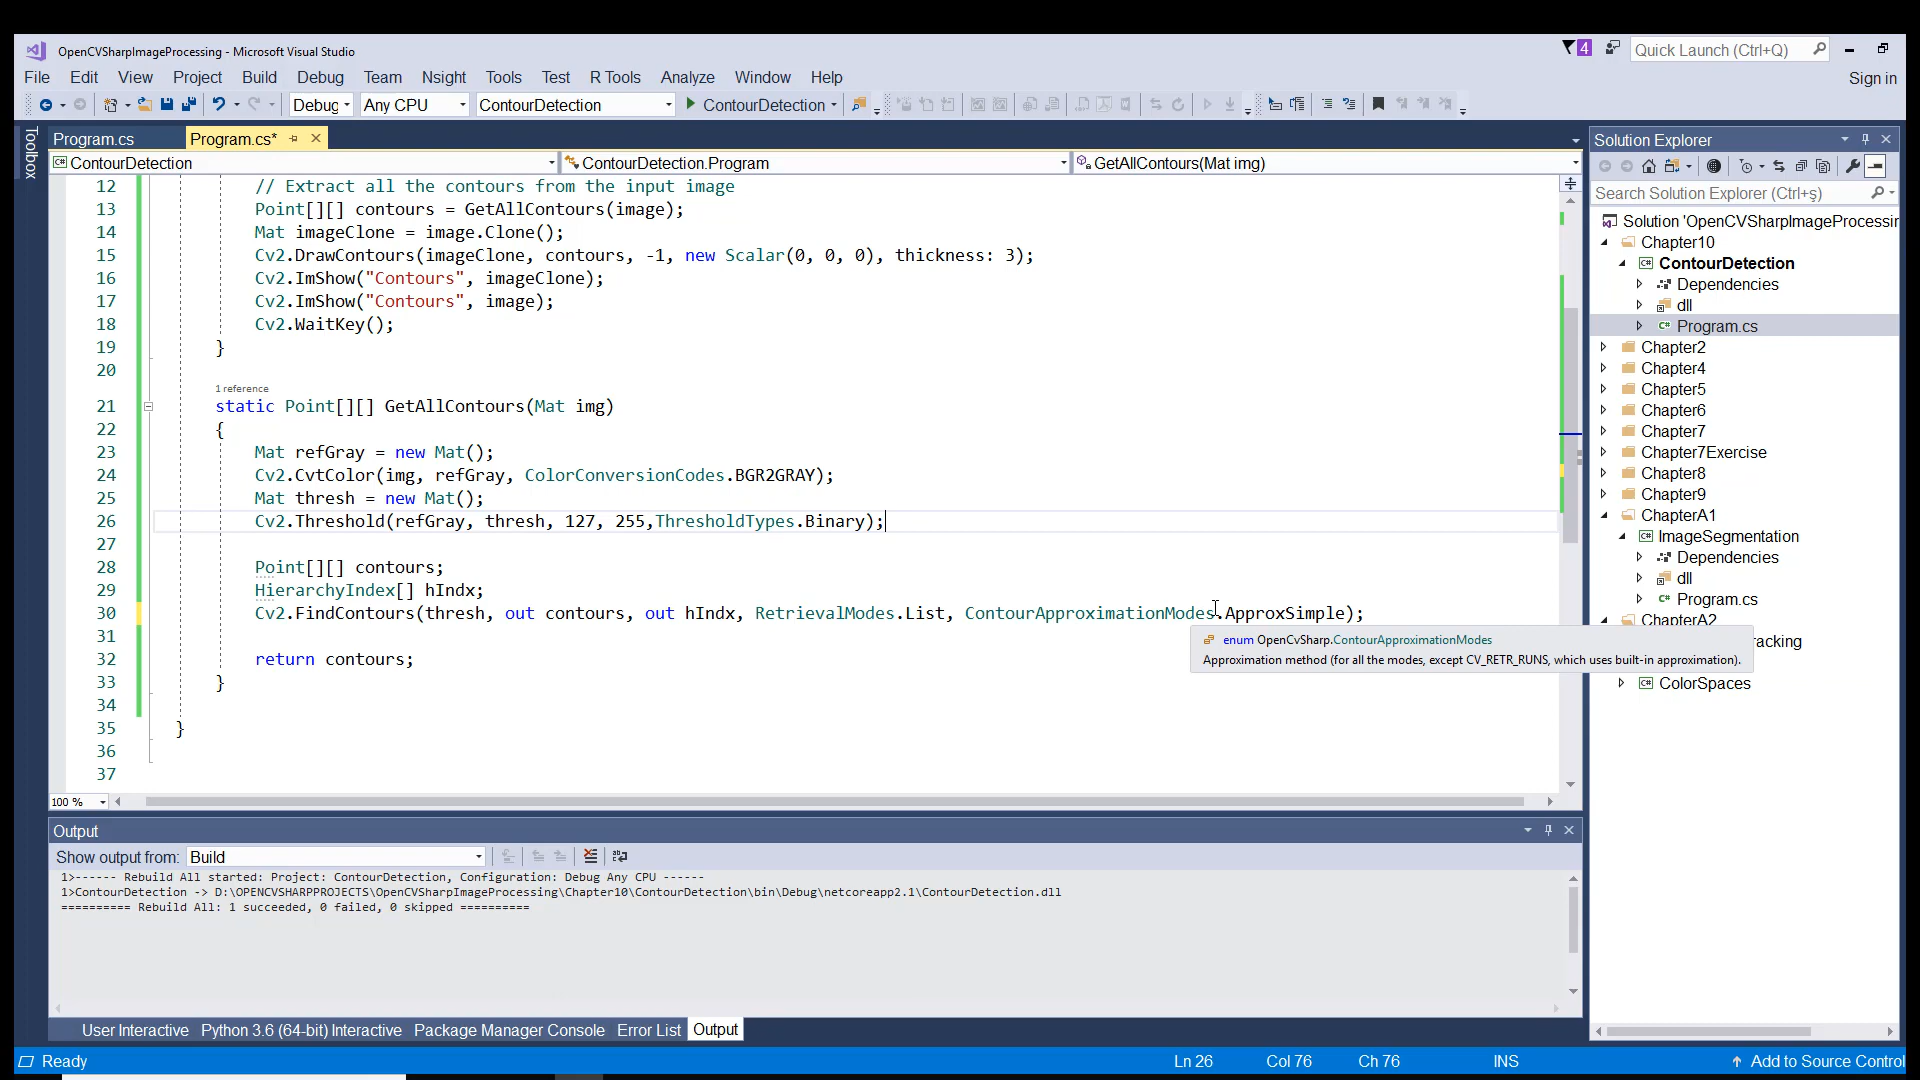 OpenCVSharpImageProcessing - Microsoft Visual Studio
4
Quick Launch (Ctrl+Q)
File Edit View Project Build Debug Team Nsight Tools Test R Tools Analyze Window Help
Sign in
Debug Any CPU ContourDetection ContourDetection
Toolbox
Program.cs Program.cs*
ContourDetection ContourDetection.Program GetAllContours(Mat img)
12 // Extract all the contours from the input image
13 Point[][] contours = GetAllContours(image);
14 Mat imageClone = image.Clone();
15 Cv2.DrawContours(imageClone, contours, -1, new Scalar(0, 0, 0), thickness: 3);
16 Cv2.ImShow("Contours", imageClone);
17 Cv2.ImShow("Contours", image);
18 Cv2.WaitKey();
19 }
20
1 reference
21 static Point[][] GetAllContours(Mat img)
22 {
23 Mat refGray = new Mat();
24 Cv2.CvtColor(img, refGray, ColorConversionCodes.BGR2GRAY);
25 Mat thresh = new Mat();
26 Cv2.Threshold(refGray, thresh, 127, 255,ThresholdTypes.Binary);
27
28 Point[][] contours;
29 HierarchyIndex[] hIndx;
30 Cv2.FindContours(thresh, out contours, out hIndx, RetrievalModes.List, ContourApproximationModes.ApproxSimple);
31
32 return contours;
33 }
34
35 }
36
37
enum OpenCvSharp.ContourApproximationModes
Approximation method (for all the modes, except CV_RETR_RUNS, which uses built-in approximation).
100 %
Solution Explorer
Search Solution Explorer (Ctrl+ş)
Solution 'OpenCVSharpImageProcessin
Chapter10
ContourDetection
Dependencies
dll
Program.cs
Chapter2
Chapter4
Chapter5
Chapter6
Chapter7
Chapter7Exercise
Chapter8
Chapter9
ChapterA1
ImageSegmentation
Dependencies
dll
Program.cs
ChapterA2
acking
ColorSpaces
Output
Show output from: Build
1>------ Rebuild All started: Project: ContourDetection, Configuration: Debug Any CPU ------
1>ContourDetection -> D:\OPENCVSHARPPROJECTS\OpenCVSharpImageProcessing\Chapter10\ContourDetection\bin\Debug\netcoreapp2.1\ContourDetection.dll
========== Rebuild All: 1 succeeded, 0 failed, 0 skipped ==========
User Interactive Python 3.6 (64-bit) Interactive Package Manager Console Error List Output
Ready Ln 26 Col 76 Ch 76 INS Add to Source Control